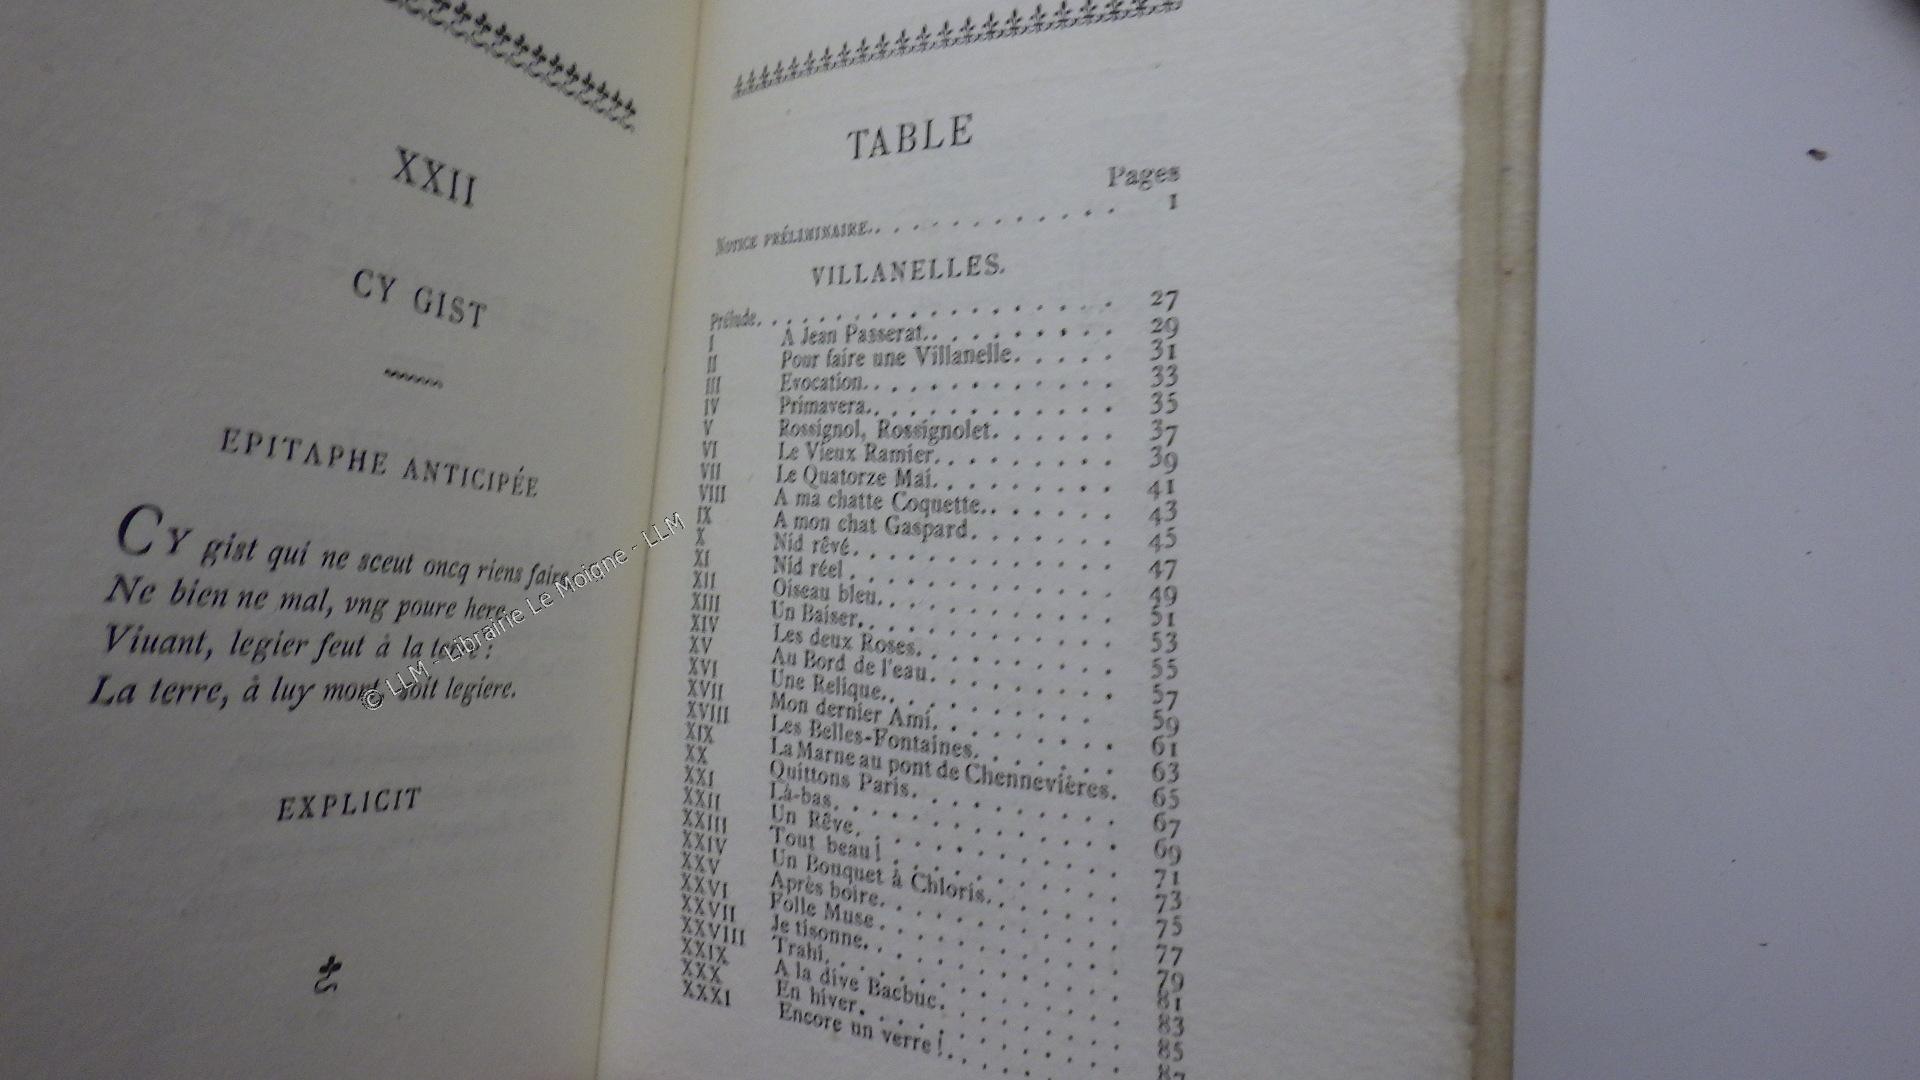 XXII
CY GIST
EPITAPHE ANTICIPÉE
CY gist qui ne sceut oncq riens faire
Ne bien ne mal, vng poure here,
Viuant, legier feut à la terre :
La terre, à luy mort, soit legiere.
EXPLICIT
© LLM - Librairie Le Moigne - LLM
TABLE
Pages
NOTICE PRÉLIMINAIRE. 1
VILLANELLES.
Prélude. 27
I A Jean Passerat. 29
II Pour faire une Villanelle. 31
III Evocation. 33
IV Primavera. 35
V Rossignol, Rossignolet. 37
VI Le Vieux Ramier. 39
VII Le Quatorze Mai. 41
VIII A ma chatte Coquette. 43
IX A mon chat Gaspard. 45
X Nid rêvé. 47
XI Nid réel. 49
XII Oiseau bleu. 51
XIII Un Baiser. 53
XIV Les deux Roses. 55
XV Au Bord de l'eau. 57
XVI Une Relique. 59
XVII Mon dernier Ami. 61
XVIII Les Belles-Fontaines. 63
XIX La Marne au pont de Chennevières. 65
XX Quittons Paris. 67
XXI Là-bas. 69
XXII Un Rêve. 71
XXIII Tout beau! 73
XXIV Un Bouquet à Chloris. 75
XXV Après boire. 77
XXVI Folle Muse. 79
XXVII Je tisonne. 81
XXVIII Trahi. 83
XXIX A la dive Bacbuc. 85
XXX En hiver. 87
XXXI Encore un verre!